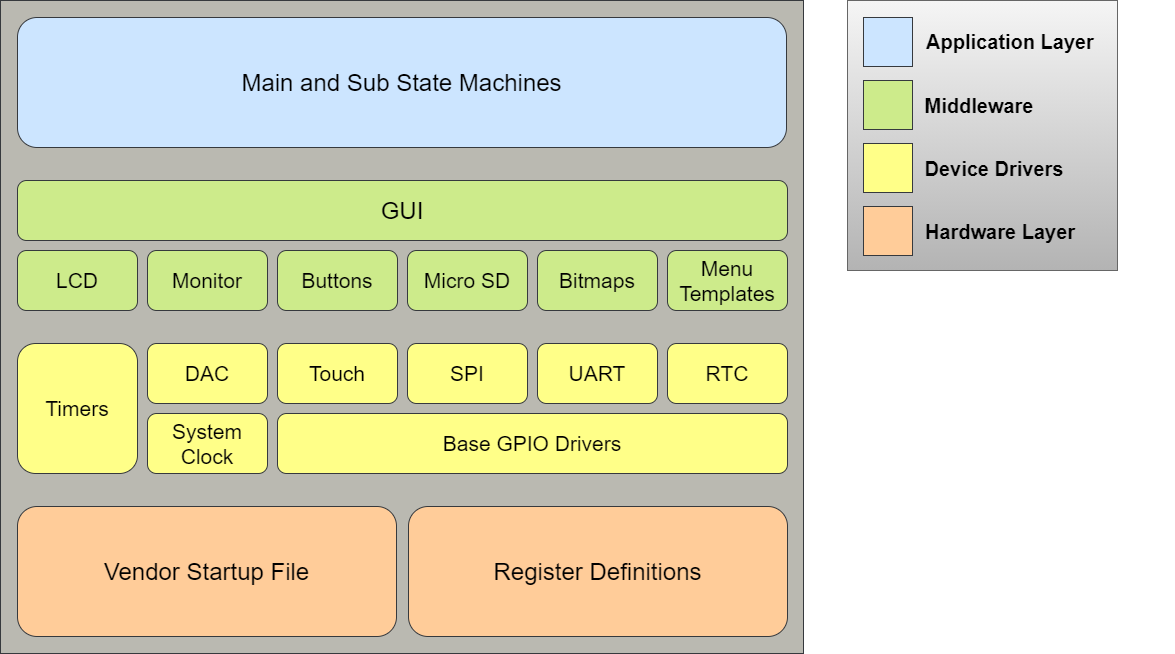 Main and Sub State Machines
GUI
LCD
Monitor
Buttons
Micro SD
Bitmaps
Menu
Templates
Timers
DAC
Touch
SPI
UART
RTC
System
Clock
Base GPIO Drivers
Vendor Startup File
Register Definitions
Application Layer
Middleware
Device Drivers
Hardware Layer